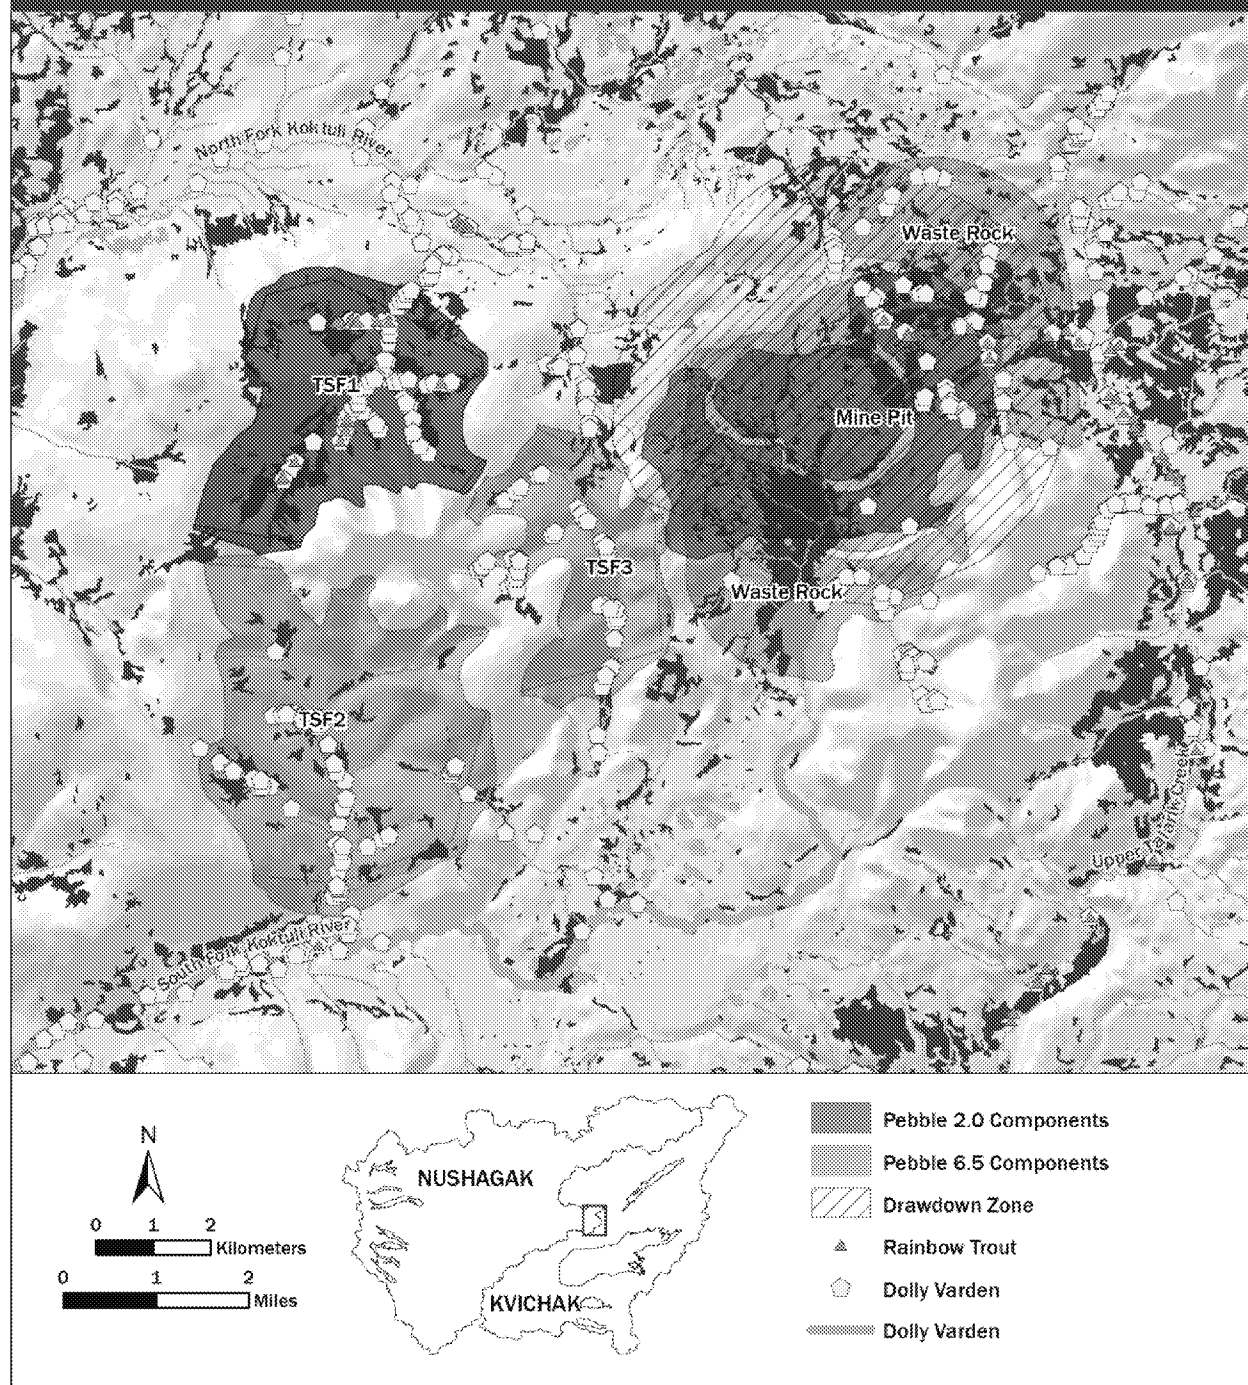 North Fork Koktuli River
Waste Rock
TSF1
Mine Pit
TSF3
Waste Rock
TSF2
Upper Talarik Creek
South Fork Koktuli River
N
0 1 2
Kilometers
0 1 2
Miles
NUSHAGAK
KVICHAK
Pebble 2.0 Components
Pebble 6.5 Components
Drawdown Zone
Rainbow Trout
Dolly Varden
Dolly Varden